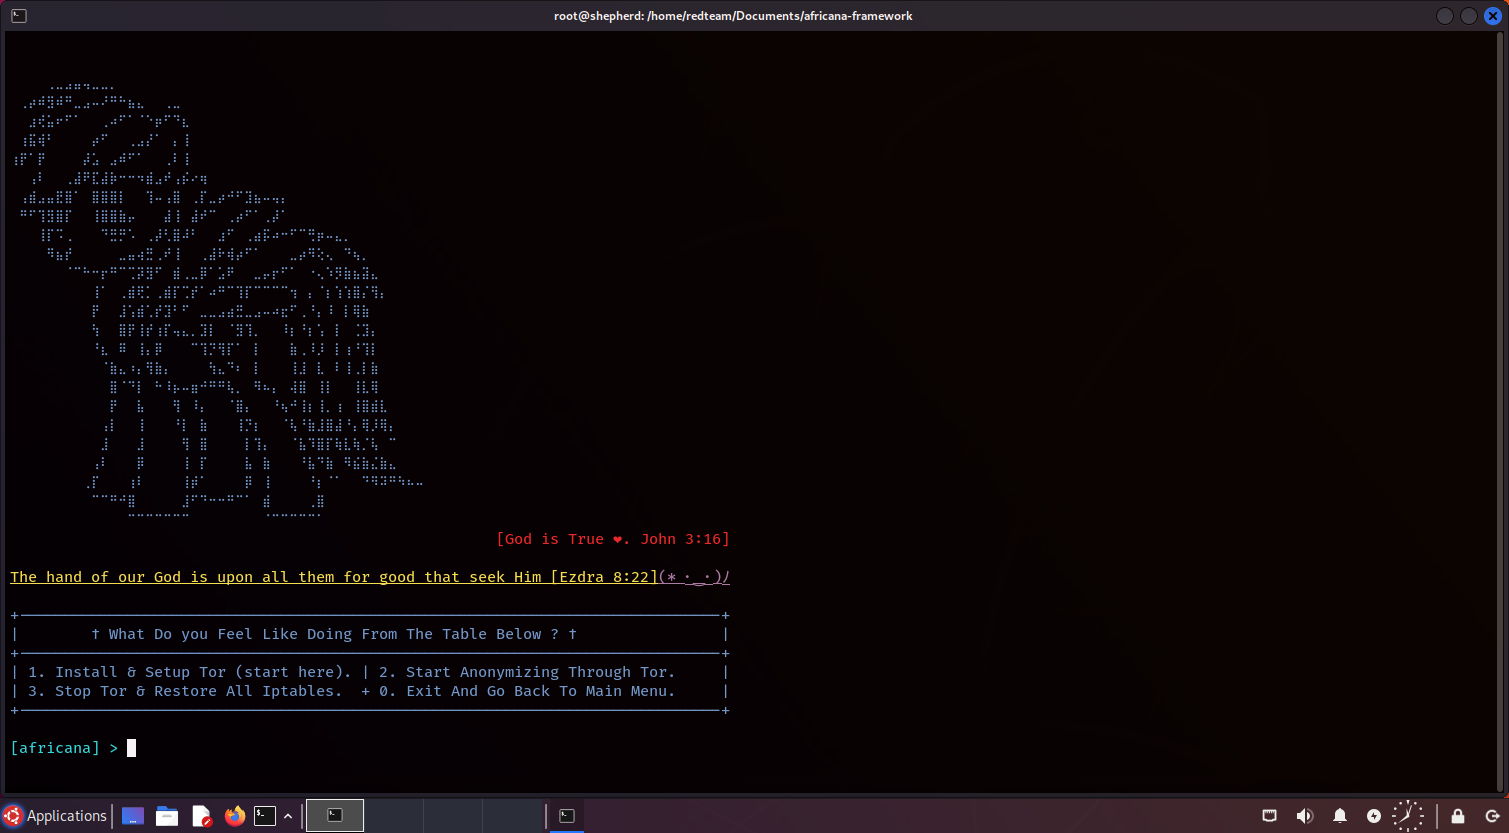 root@shepherd: /home/redteam/Documents/africana-framework
[God is True ❤. John 3:16]
The hand of our God is upon all them for good that seek Him [Ezdra 8:22](* ·‿·)ﾉ
† What Do you Feel Like Doing From The Table Below ? †
| 1. Install & Setup Tor (start here). | 2. Start Anonymizing Through Tor. |
| 3. Stop Tor & Restore All Iptables. + 0. Exit And Go Back To Main Menu. |
[africana] >
Applications